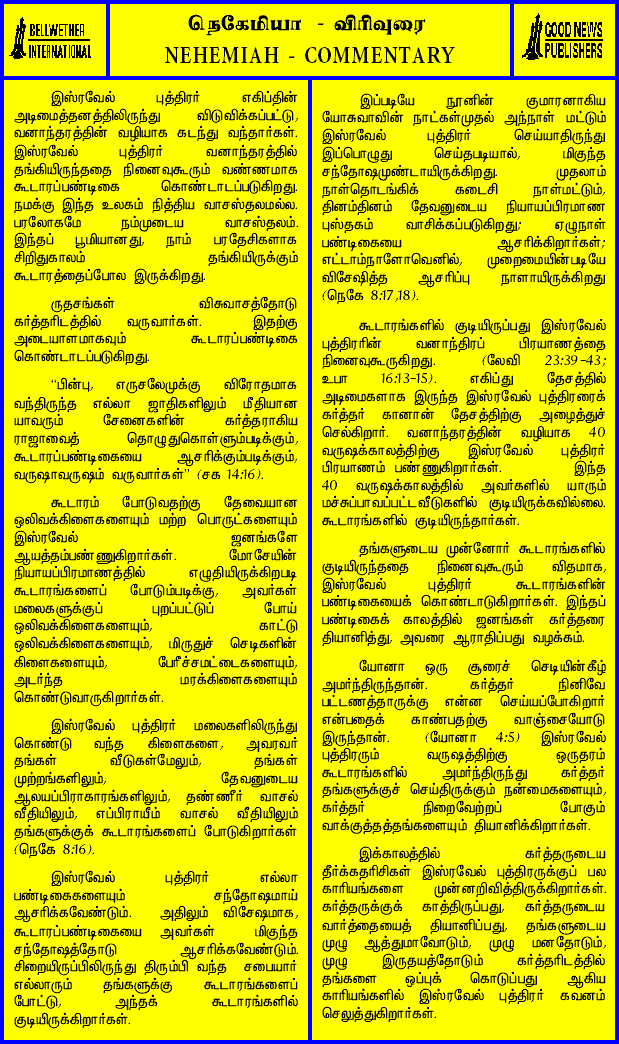 BELLWETHER
INTERNATIONAL
நெகேமியா - விரிவுரை
NEHEMIAH - COMMENTARY
GOOD NEWS
PUBLISHERS
இஸ்ரவேல் புத்திரர் எகிப்தின்
அடிமைத்தனத்திலிருந்து விடுவிக்கப்பட்டு,
வனாந்தரத்தின் வழியாக கடந்து வந்தார்கள்.
இஸ்ரவேல் புத்திரர் வனாந்தரத்தில்
தங்கியிருந்ததை நினைவுகூரும் வண்ணமாக
கூடாரப்பண்டிகை கொண்டாடப்படுகிறது.
நமக்கு இந்த உலகம் நித்திய வாசஸ்தலமல்ல.
பரலோகமே நம்முடைய வாசஸ்தலம்.
இந்தப் பூமியானது, நாம் பரதேசிகளாக
சிறிதுகாலம் தங்கியிருக்கும்
கூடாரத்தைப்போல இருக்கிறது.
ருதசங்கள் விசுவாசத்தோடு
கர்த்தரிடத்தில் வருவார்கள். இதற்கு
அடையாளமாகவும் கூடாரப்பண்டிகை
கொண்டாடப்படுகிறது.
“பின்பு, எருசலேமுக்கு விரோதமாக
வந்திருந்த எல்லா ஜாதிகளிலும் மீதியான
யாவரும் சேனைகளின் கர்த்தராகிய
ராஜாவைத் தொழுதுகொள்ளும்படிக்கும்,
கூடாரப்பண்டிகையை ஆசரிக்கும்படிக்கும்,
வருஷாவருஷம் வருவார்கள்” (சக 14:16).
கூடாரம் போடுவதற்கு தேவையான
ஒலிவக்கிளைகளையும் மற்ற பொருட்களையும்
இஸ்ரவேல் ஜனங்களே
ஆயத்தம்பண்ணுகிறார்கள். மோசேயின்
நியாயப்பிரமாணத்தில் எழுதியிருக்கிறபடி
கூடாரங்களைப் போடும்படிக்கு, அவர்கள்
மலைகளுக்குப் புறப்பட்டுப் போய்
ஒலிவக்கிளைகளையும், காட்டு
ஒலிவக்கிளைகளையும், மிருதுச் செடிகளின்
கிளைகளையும், பேரீச்சமட்டைகளையும்,
அடர்ந்த மரக்கிளைகளையும்
கொண்டுவாருகிறார்கள்.
இஸ்ரவேல் புத்திரர் மலைகளிலிருந்து
கொண்டு வந்த கிளைகளை, அவரவர்
தங்கள் வீடுகள்மேலும், தங்கள்
முற்றங்களிலும், தேவனுடைய
ஆலயப்பிராகாரங்களிலும், தண்ணீர் வாசல்
வீதியிலும், எப்பிராயீம் வாசல் வீதியிலும்
தங்களுக்குக் கூடாரங்களைப் போடுகிறார்கள்
(நெகே 8:16).
இஸ்ரவேல் புத்திரர் எல்லா
பண்டிகைகளையும் சந்தோஷமாய்
ஆசரிக்கவேண்டும். அதிலும் விசேஷமாக,
கூடாரப்பண்டிகையை அவர்கள் மிகுந்த
சந்தோஷத்தோடு ஆசரிக்கவேண்டும்.
சிறையிருப்பிலிருந்து திரும்பி வந்த சபையார்
எல்லாரும் தங்களுக்கு கூடாரங்களைப்
போட்டு, அந்தக் கூடாரங்களில்
குடியிருக்கிறார்கள்.
இப்படியே நூனின் குமாரனாகிய
யோசுவாவின் நாட்கள்முதல் அந்நாள் மட்டும்
இஸ்ரவேல் புத்திரர் செய்யாதிருந்து
இப்பொழுது செய்தபடியால், மிகுந்த
சந்தோஷமுண்டாயிருக்கிறது. முதலாம்
நாள்தொடங்கிக் கடைசி நாள்மட்டும்,
தினம்தினம் தேவனுடைய நியாயப்பிரமாண
புஸ்தகம் வாசிக்கப்படுகிறது; ஏழுநாள்
பண்டிகையை ஆசரிக்கிறார்கள்;
எட்டாம்நாளோவெனில், முறைமையின்படியே
விசேஷித்த ஆசரிப்பு நாளாயிருக்கிறது
(நெகே 8:17,18).
கூடாரங்களில் குடியிருப்பது இஸ்ரவேல்
புத்திரரின் வனாந்திரப் பிரயாணத்தை
நினைவுகூருகிறது. (லேவி 23:39-43;
உபா 16:13-15). எகிப்து தேசத்தில்
அடிமைகளாக இருந்த இஸ்ரவேல் புத்திரரைக்
கர்த்தர் கானான் தேசத்திற்கு அழைத்துச்
செல்கிறார். வனாந்தரத்தின் வழியாக 40
வருஷக்காலத்திற்கு இஸ்ரவேல் புத்திரர்
பிரயாணம் பண்ணுகிறார்கள். இந்த
40 வருஷக்காலத்தில் அவர்களில் யாரும்
மச்சுப்பாவப்பட்டவீடுகளில் குடியிருக்கவில்லை.
கூடாரங்களில் குடியிருந்தார்கள்.
தங்களுடைய முன்னோர் கூடாரங்களில்
குடியிருந்ததை நினைவுகூரும் விதமாக,
இஸ்ரவேல் புத்திரர் கூடாரங்களின்
பண்டிகையைக் கொண்டாடுகிறார்கள். இந்தப்
பண்டிகைக் காலத்தில் ஜனங்கள் கர்த்தரை
தியானித்து, அவரை ஆராதிப்பது வழக்கம்.
யோனா ஒரு சூரைச் செடியின்கீழ்
அமர்ந்திருந்தான். கர்த்தர் நினிவே
பட்டணத்தாருக்கு என்ன செய்யப்போகிறார்
என்பதைக் காண்பதற்கு வாஞ்சையோடு
இருந்தான். (யோனா 4:5) இஸ்ரவேல்
புத்திரரும் வருஷத்திற்கு ஒருதரம்
கூடாரங்களில் அமர்ந்திருந்து கர்த்தர்
தங்களுக்குச் செய்திருக்கும் நன்மைகளையும்,
கர்த்தர் நிறைவேற்றப் போகும்
வாக்குத்தத்தங்களையும் தியானிக்கிறார்கள்.
இக்காலத்தில் கர்த்தருடைய
தீர்க்கதரிசிகள் இஸ்ரவேல் புத்திரருக்குப் பல
காரியங்களை முன்னறிவித்திருக்கிறார்கள்.
கர்த்தருக்குக் காத்திருப்பது, கர்த்தருடைய
வார்த்தையைத் தியானிப்பது, தங்களுடைய
முழு ஆத்துமாவோடும், முழு மனதோடும்,
முழு இருதயத்தோடும் கர்த்தரிடத்தில்
தங்களை ஒப்புக் கொடுப்பது ஆகிய
காரியங்களில் இஸ்ரவேல் புத்திரர் கவனம்
செலுத்துகிறார்கள்.